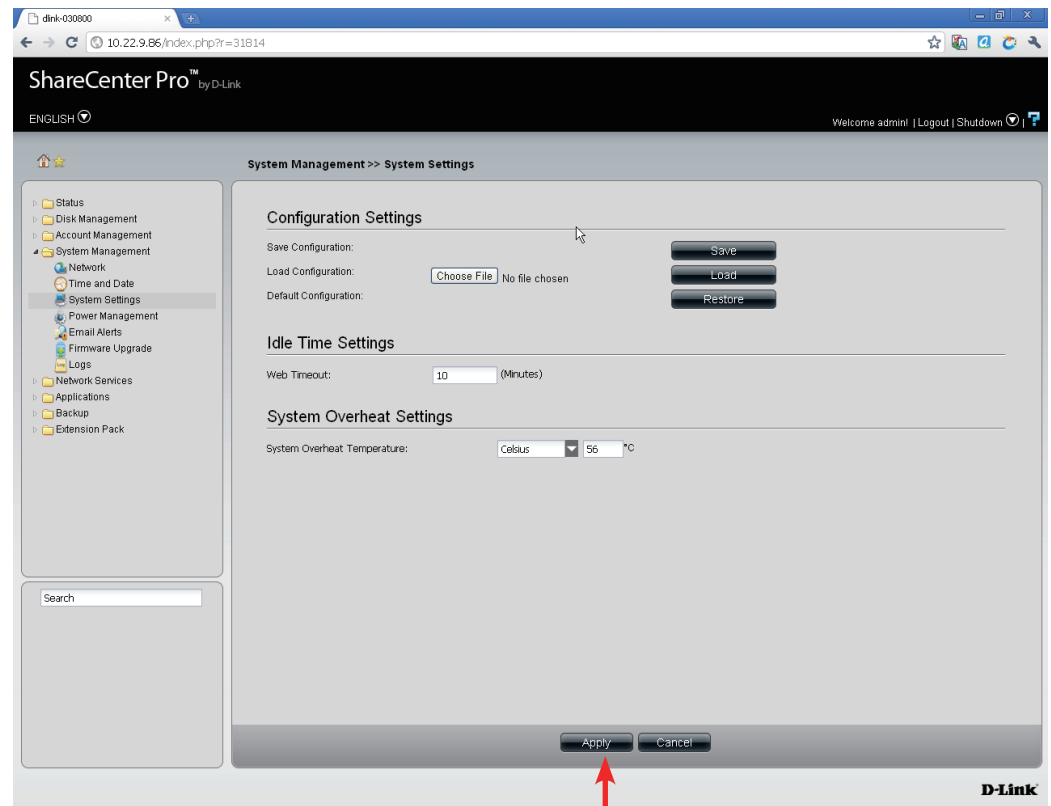 dlink-030800
10.22.9.86/index.php?r=31814
ShareCenter Pro™ by D-Link
ENGLISH
Welcome admin! | Logout | Shutdown | ?
System Management >> System Settings
Status
Disk Management
Account Management
System Management
Network
Time and Date
System Settings
Power Management
Email Alerts
Firmware Upgrade
Logs
Network Services
Applications
Backup
Extension Pack
Search
Configuration Settings
Save Configuration:
Save
Load Configuration:
Choose File No file chosen
Load
Default Configuration:
Restore
Idle Time Settings
Web Timeout:
10 (Minutes)
System Overheat Settings
System Overheat Temperature:
Celsius 56 °C
Apply
Cancel
D-Link